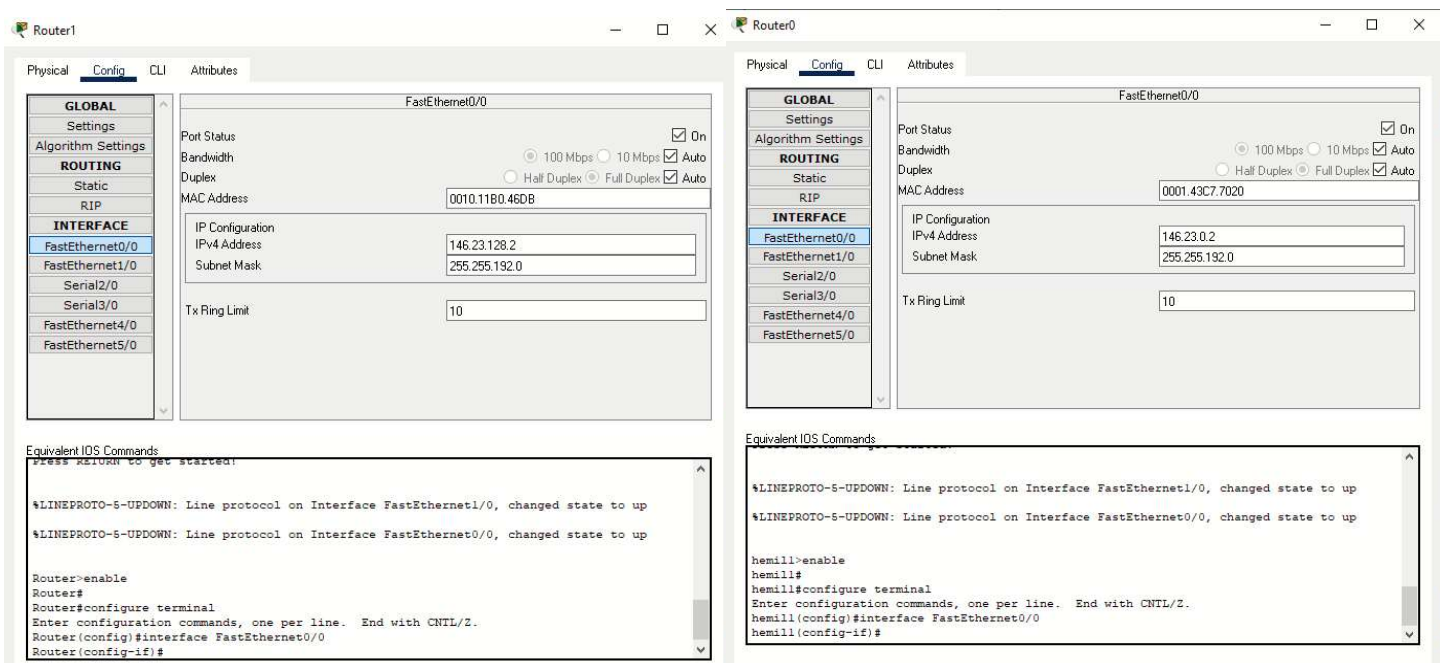 Router1
Physical Config CLI Attributes
GLOBAL
Settings
Algorithm Settings
ROUTING
Static
RIP
INTERFACE
FastEthernet0/0
FastEthernet1/0
Serial2/0
Serial3/0
FastEthernet4/0
FastEthernet5/0
FastEthernet0/0
Port Status On
Bandwidth 100 Mbps 10 Mbps Auto
Duplex Half Duplex Full Duplex Auto
MAC Address 0010.11B0.46DB
IP Configuration
IPv4 Address 146.23.128.2
Subnet Mask 255.255.192.0
Tx Ring Limit 10
Equivalent IOS Commands
Press RETURN to get started!
%LINEPROTO-5-UPDOWN: Line protocol on Interface FastEthernet1/0, changed state to up
%LINEPROTO-5-UPDOWN: Line protocol on Interface FastEthernet0/0, changed state to up
Router>enable
Router#
Router#configure terminal
Enter configuration commands, one per line. End with CNTL/Z.
Router(config)#interface FastEthernet0/0
Router(config-if)#
Router0
Physical Config CLI Attributes
GLOBAL
Settings
Algorithm Settings
ROUTING
Static
RIP
INTERFACE
FastEthernet0/0
FastEthernet1/0
Serial2/0
Serial3/0
FastEthernet4/0
FastEthernet5/0
FastEthernet0/0
Port Status On
Bandwidth 100 Mbps 10 Mbps Auto
Duplex Half Duplex Full Duplex Auto
MAC Address 0001.43C7.7020
IP Configuration
IPv4 Address 146.23.0.2
Subnet Mask 255.255.192.0
Tx Ring Limit 10
Equivalent IOS Commands
%LINEPROTO-5-UPDOWN: Line protocol on Interface FastEthernet1/0, changed state to up
%LINEPROTO-5-UPDOWN: Line protocol on Interface FastEthernet0/0, changed state to up
hemill>enable
hemill#
hemill#configure terminal
Enter configuration commands, one per line. End with CNTL/Z.
hemill(config)#interface FastEthernet0/0
hemill(config-if)#